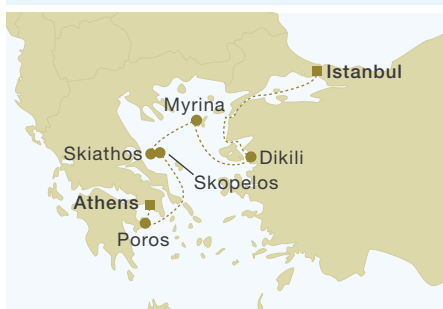 Istanbul
Myrina
Skiathos
Dikili
Skopelos
Athens
Poros